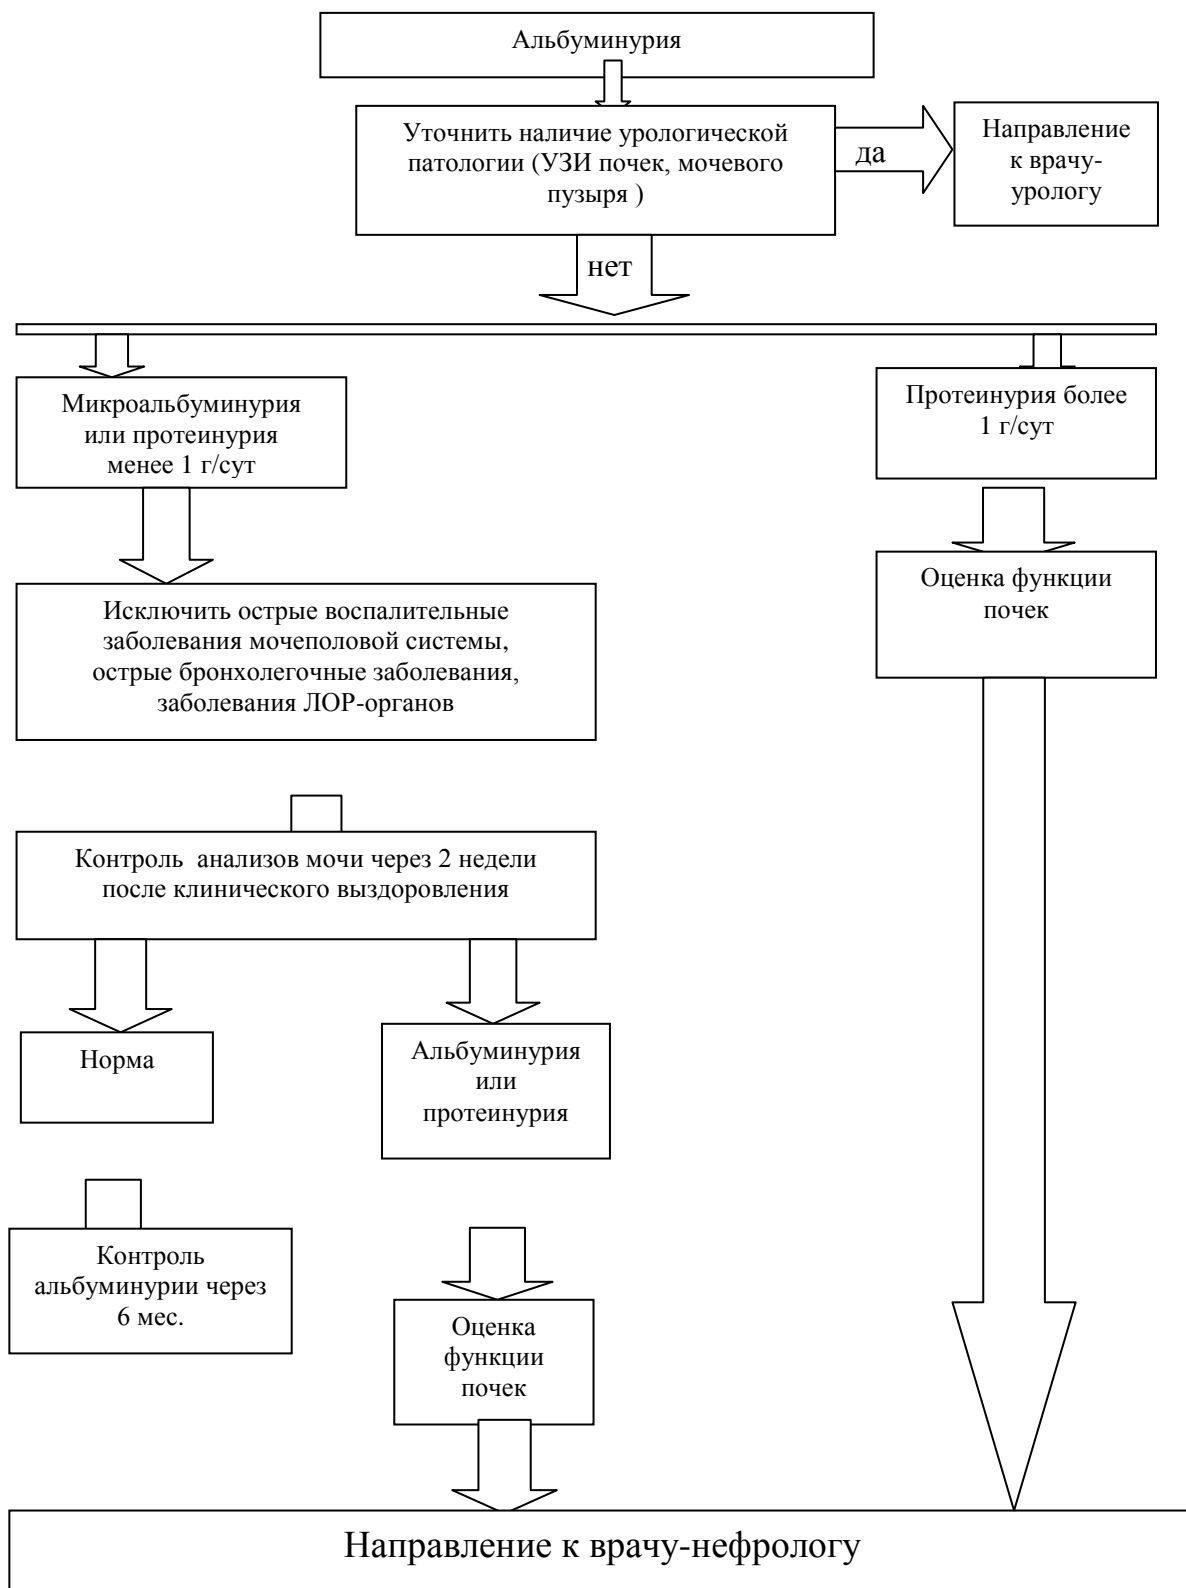 Альбуминурия
Уточнить наличие урологической
патологии (УЗИ почек, мочевого
пузыря )
да
Направление
к врачу-
урологу
нет
Микроальбуминурия
или протеинурия
менее 1 г/сут
Протеинурия более
1 г/сут
Исключить острые воспалительные
заболевания мочеполовой системы,
острые бронхолегочные заболевания,
заболевания ЛОР-органов
Оценка функции
почек
Контроль анализов мочи через 2 недели
после клинического выздоровления
Норма
Альбуминурия
или
протеинурия
Контроль
альбуминурии через
6 мес.
Оценка
функции
почек
Направление к врачу-нефрологу